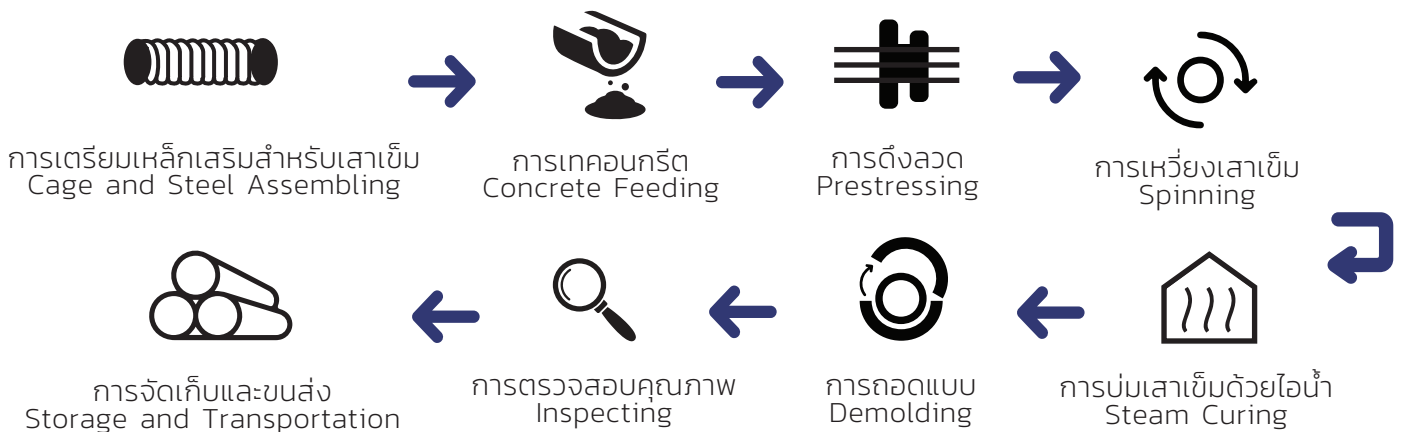 การเตรียมเหล็กเสริมสำหรับเสาเข็ม
Cage and Steel Assembling
การเทคอนกรีต
Concrete Feeding
การดึงลวด
Prestressing
การเหวี่ยงเสาเข็ม
Spinning
การบ่มเสาเข็มด้วยไอน้ำ
Steam Curing
การถอดแบบ
Demolding
การตรวจสอบคุณภาพ
Inspecting
การจัดเก็บและขนส่ง
Storage and Transportation